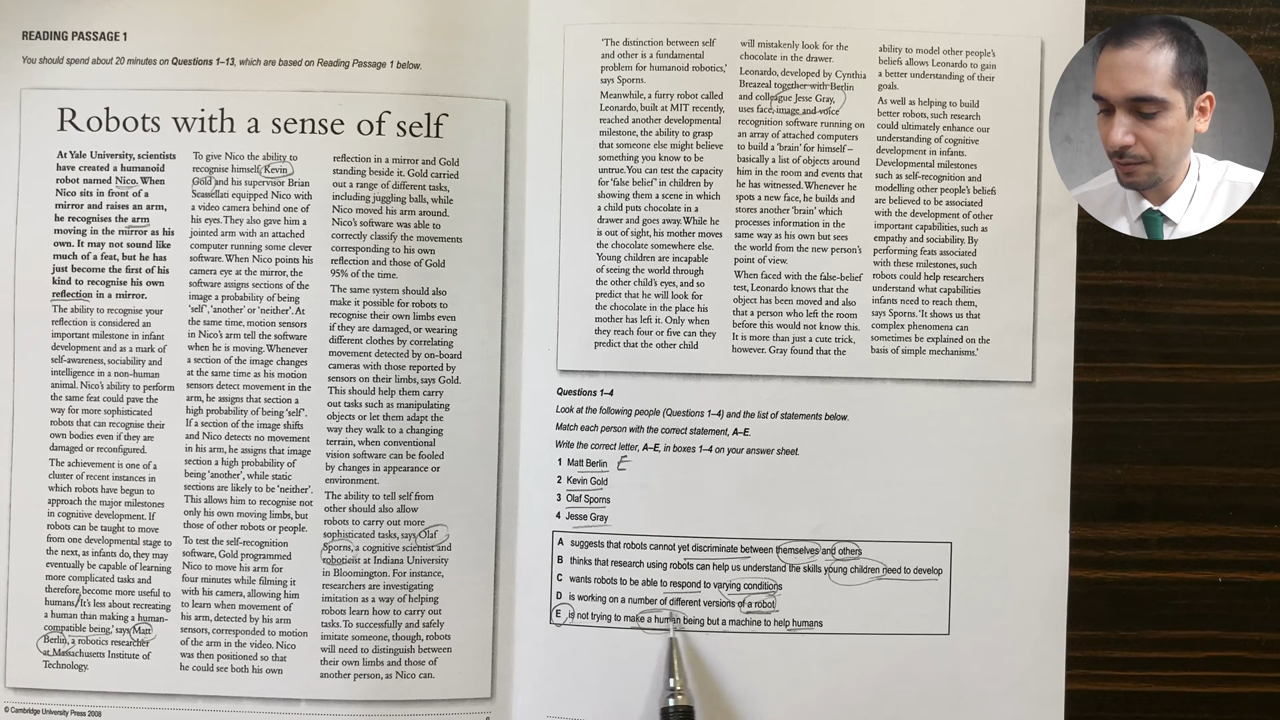 READING PASSAGE 1
You should spend about 20 minutes on Questions 1–13, which are based on Reading Passage 1 below.
Robots with a sense of self
At Yale University, scientists
have created a humanoid
robot named Nico. When
Nico sits in front of a
mirror and raises an arm,
he recognises the arm
moving in the mirror as his
own. It may not sound like
much of a feat, but he has
just become the first of his
kind to recognise his own
reflection in a mirror.
The ability to recognise your
reflection is considered an
important milestone in infant
development and as a mark of
self-awareness, sociability and
intelligence in a non-human
animal. Nico's ability to perform
the same feat could pave the
way for more sophisticated
robots that can recognise their
own bodies even if they are
damaged or reconfigured.
The achievement is one of a
cluster of recent instances in
which robots have begun to
approach the major milestones
in cognitive development. If
robots can be taught to move
from one developmental stage to
the next, as infants do, they may
eventually be capable of learning
more complicated tasks and
therefore become more useful to
humans. 'It's less about recreating
a human than making a human-
compatible being,' says Matt
Berlin, a robotics researcher
at Massachusetts Institute of
Technology.
To give Nico the ability to
recognise himself, Kevin
Gold and his supervisor Brian
Scassellati equipped Nico with
a video camera behind one of
his eyes. They also gave him a
jointed arm with an attached
computer running some clever
software. When Nico points his
camera eye at the mirror, the
software assigns sections of the
image a probability of being
'self', 'another' or 'neither'. At
the same time, motion sensors
in Nico's arm tell the software
when he is moving. Whenever
a section of the image changes
at the same time as his motion
sensors detect movement in the
arm, he assigns that section a
high probability of being 'self'.
If a section of the image shifts
and Nico detects no movement
in his arm, he assigns that image
section a high probability of
being 'another', while static
sections are likely to be 'neither'.
This allows him to recognise not
only his own moving limbs, but
those of other robots or people.
To test the self-recognition
software, Gold programmed
Nico to move his arm for
four minutes while filming it
with his camera, allowing him
to learn when movement of
his arm, detected by his arm
sensors, corresponded to motion
of the arm in the video. Nico
was then positioned so that
he could see both his own
reflection in a mirror and Gold
standing beside it. Gold carried
out a range of different tasks,
including juggling balls, while
Nico moved his arm around.
Nico's software was able to
correctly classify the movements
corresponding to his own
reflection and those of Gold
95% of the time.
The same system should also
make it possible for robots to
recognise their own limbs even
if they are damaged, or wearing
different clothes by correlating
movement detected by on-board
cameras with those reported by
sensors on their limbs, says Gold.
This should help them carry
out tasks such as manipulating
objects or let them adapt the
way they walk to a changing
terrain, when conventional
vision software can be fooled
by changes in appearance or
environment.
The ability to tell self from
other should also allow
robots to carry out more
sophisticated tasks, says Olaf
Sporns, a cognitive scientist and
roboticist at Indiana University
in Bloomington. For instance,
researchers are investigating
imitation as a way of helping
robots learn how to carry out
tasks. To successfully and safely
imitate someone, though, robots
will need to distinguish between
their own limbs and those of
another person, as Nico can.
© Cambridge University Press 2008
'The distinction between self
and other is a fundamental
problem for humanoid robotics,'
says Sporns.
Meanwhile, a furry robot called
Leonardo, built at MIT recently,
reached another developmental
milestone, the ability to grasp
that someone else might believe
something you know to be
untrue. You can test the capacity
for 'false belief' in children by
showing them a scene in which
a child puts chocolate in a
drawer and goes away. While he
is out of sight, his mother moves
the chocolate somewhere else.
Young children are incapable
of seeing the world through
the other child's eyes, and so
predict that he will look for
the chocolate in the place his
mother has left it. Only when
they reach four or five can they
predict that the other child
will mistakenly look for the
chocolate in the drawer.
Leonardo, developed by Cynthia
Breazeal together with Berlin
and colleague Jesse Gray,
uses face, image and voice
recognition software running on
an array of attached computers
to build a 'brain' for himself –
basically a list of objects around
him in the room and events that
he has witnessed. Whenever he
spots a new face, he builds and
stores another 'brain' which
processes information in the
same way as his own but sees
the world from the new person's
point of view.
When faced with the false-belief
test, Leonardo knows that the
object has been moved and also
that a person who left the room
before this would not know this.
It is more than just a cute trick,
however. Gray found that the
ability to model other people's
beliefs allows Leonardo to gain
a better understanding of their
goals.
As well as helping to build
better robots, such research
could ultimately enhance our
understanding of cognitive
development in infants.
Developmental milestones
such as self-recognition and
modelling other people's beliefs
are believed to be associated
with the development of other
important capabilities, such as
empathy and sociability. By
performing feats associated
with these milestones, such
robots could help researchers
understand what capabilities
infants need to reach them,
says Sporns. 'It shows us that
complex phenomena can
sometimes be explained on the
basis of simple mechanisms.'
Questions 1–4
Look at the following people (Questions 1–4) and the list of statements below.
Match each person with the correct statement, A–E.
Write the correct letter, A–E, in boxes 1–4 on your answer sheet.
1 Matt Berlin E
2 Kevin Gold
3 Olaf Sporns
4 Jesse Gray
A suggests that robots cannot yet discriminate between themselves and others
B thinks that research using robots can help us understand the skills young children need to develop
C wants robots to be able to respond to varying conditions
D is working on a number of different versions of a robot
E is not trying to make a human being but a machine to help humans